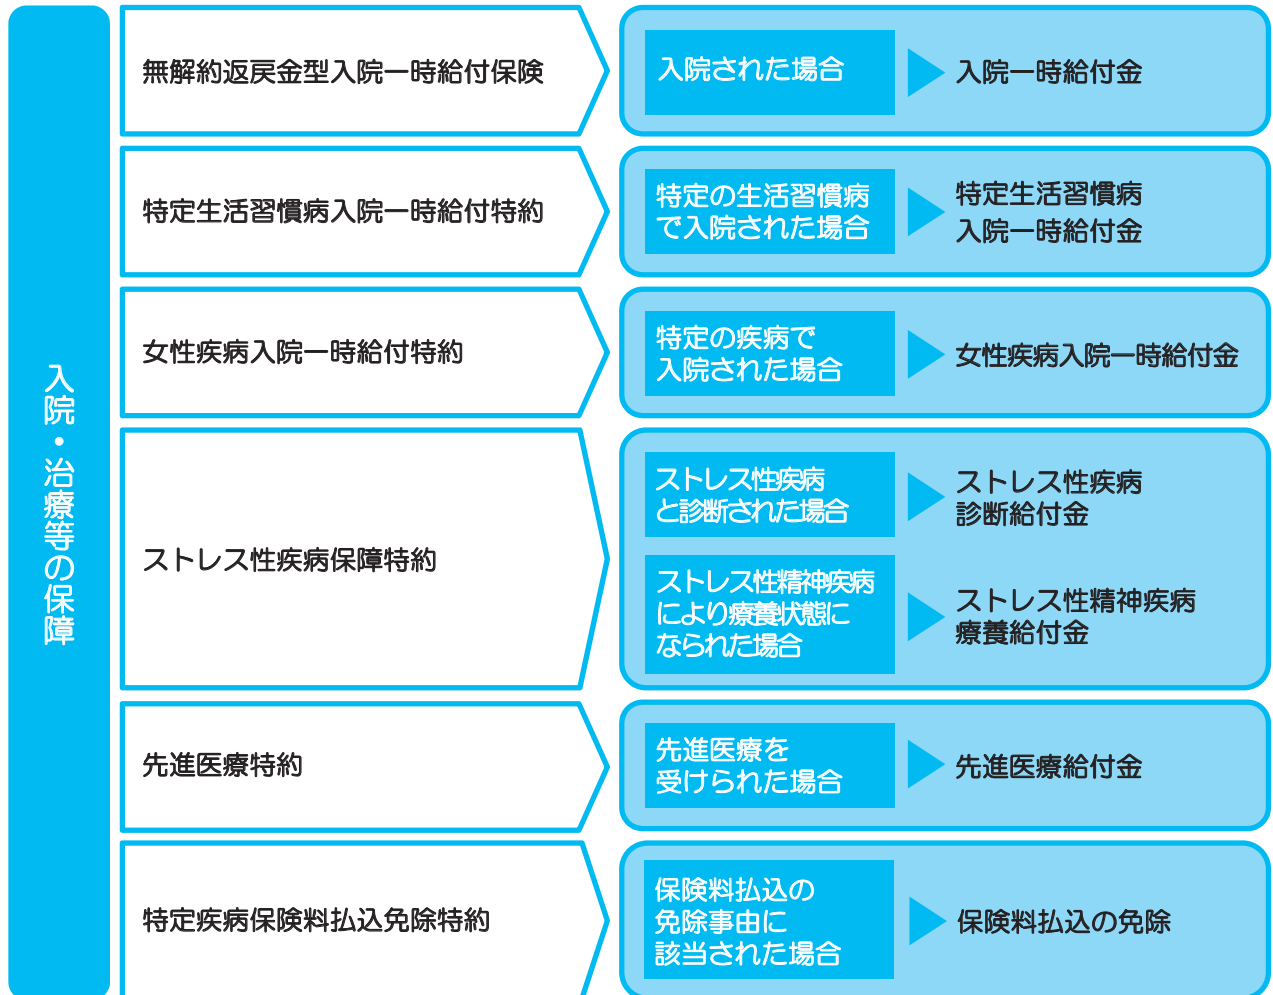 入院・治療等の保障
無解約返戻金型入院一時給付保険
入院された場合
入院一時給付金
特定生活習慣病入院一時給付特約
特定の生活習慣病
で入院された場合
特定生活習慣病
入院一時給付金
女性疾病入院一時給付特約
特定の疾病で
入院された場合
女性疾病入院一時給付金
ストレス性疾病保障特約
ストレス性疾病
と診断された場合
ストレス性疾病
診断給付金
ストレス性精神疾病
により療養状態に
なられた場合
ストレス性精神疾病
療養給付金
先進医療特約
先進医療を
受けられた場合
先進医療給付金
特定疾病保険料払込免除特約
保険料払込の
免除事由に
該当された場合
保険料払込の免除